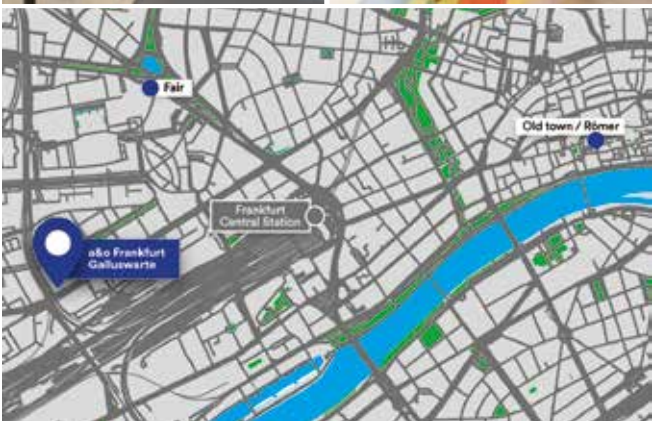 Fair
Old town / Römer
Frankfurt
Central Station
a&o Frankfurt
Galluswarte